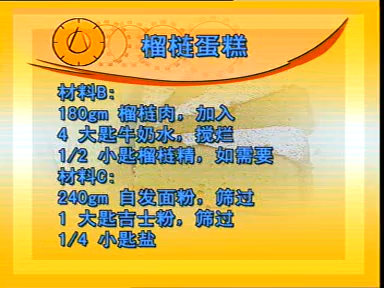 榴梿蛋糕
材料B：
180gm 榴梿肉，加入
4 大匙牛奶水，搅烂
1/2 小匙榴梿精，如需要
材料C：
240gm 自发面粉，筛过
1 大匙吉士粉，筛过
1/4 小匙盐